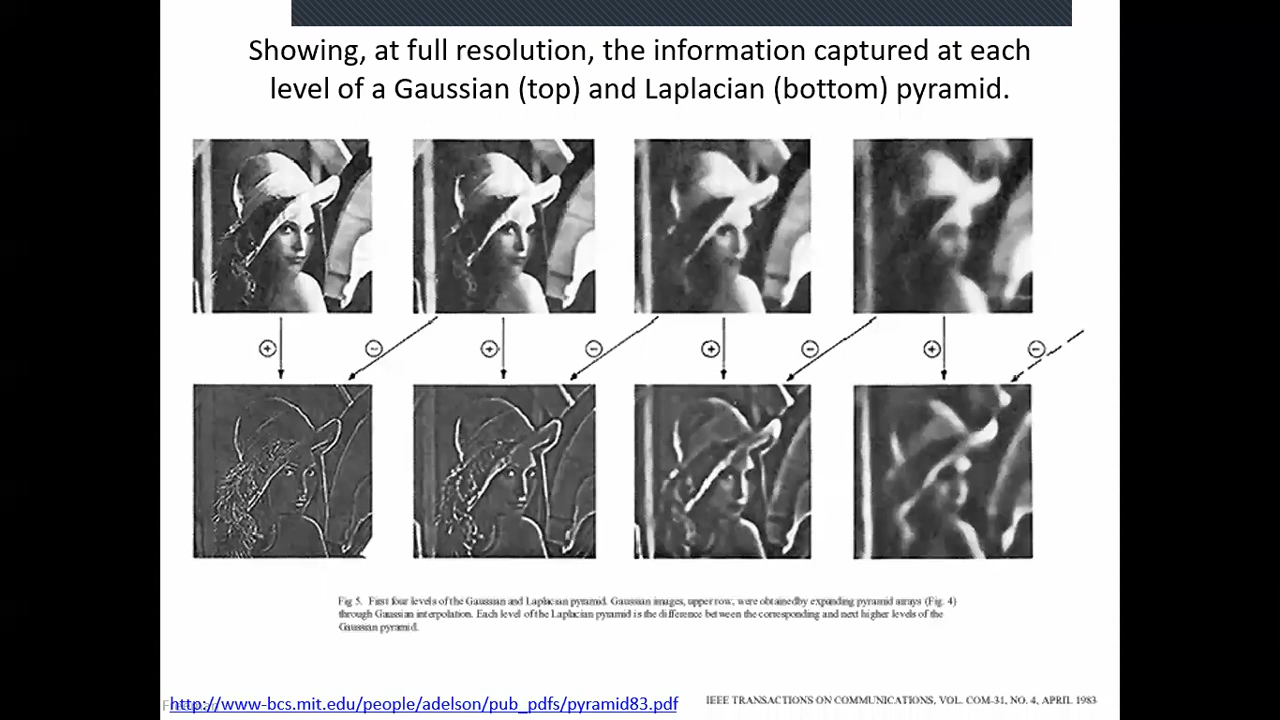 Showing, at full resolution, the information captured at each
level of a Gaussian (top) and Laplacian (bottom) pyramid.
+ − + − + − + −
Fig 5. First four levels of the Gaussian and Laplacian pyramid. Gaussian images, upper row, were obtained by expanding pyramid arrays (Fig. 4)
through Gaussian interpolation. Each level of the Laplacian pyramid is the difference between the corresponding and next higher levels of the
Gaussian pyramid.
http://www-bcs.mit.edu/people/adelson/pub_pdfs/pyramid83.pdf
IEEE TRANSACTIONS ON COMMUNICATIONS, VOL. COM-31, NO. 4, APRIL 1983